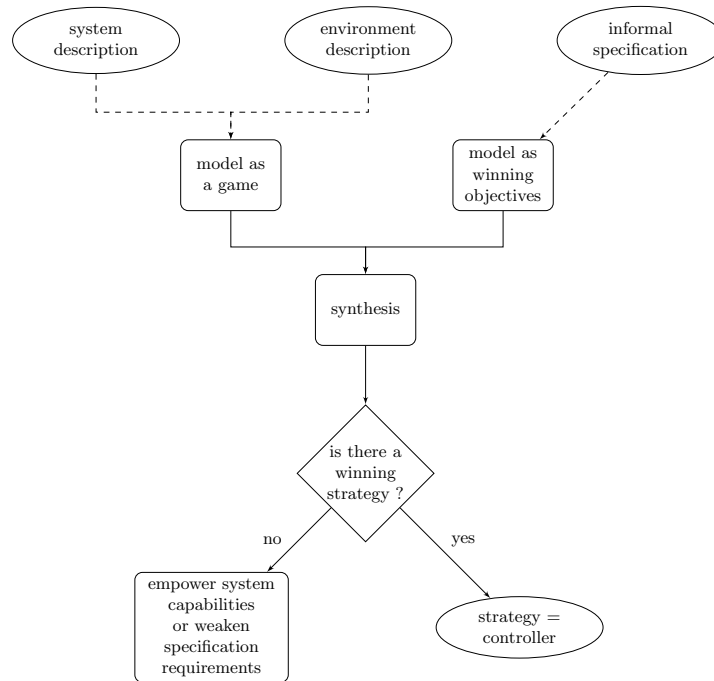 system
description
environment
description
informal
specification
model as
a game
model as
winning
objectives
synthesis
is there a
winning
strategy ?
no
yes
empower system
capabilities
or weaken
specification
requirements
strategy =
controller